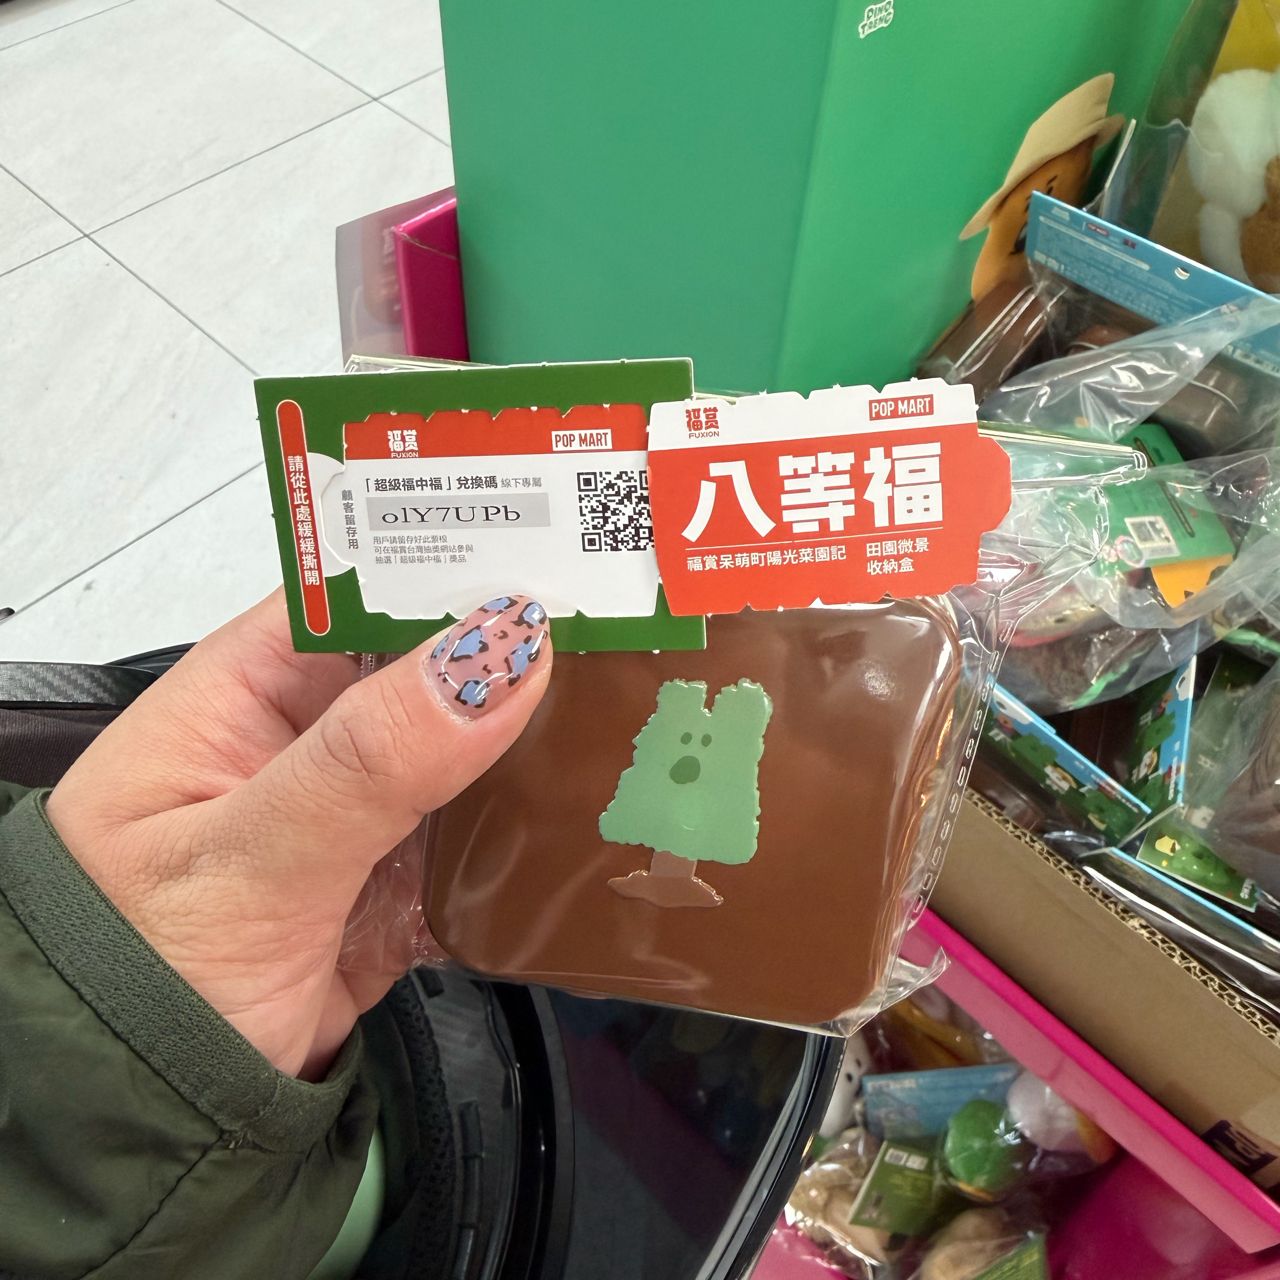 DINO
TAENG
請從此處緩緩撕開
顧客留存用
福賞
FUXION
POP MART
「超級福中福」兌換碼 線下專屬
olY7UPb
用戶請留存好此票根
可在福賞台灣抽獎網站參與
抽選「超級福中福」獎品
福賞
FUXION
POP MART
八等福
福賞呆萌町陽光菜園記
田園微景
收納盒
POP MART